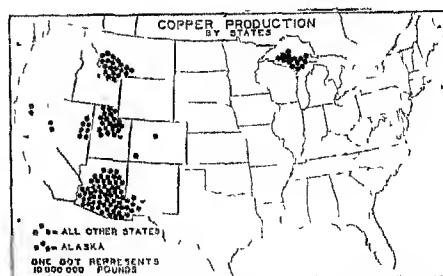 COPPER PRODUCTION
BY STATES
= ALL OTHER STATES
= ALASKA
ONE DOT REPRESENTS
10 000 000 POUNDS